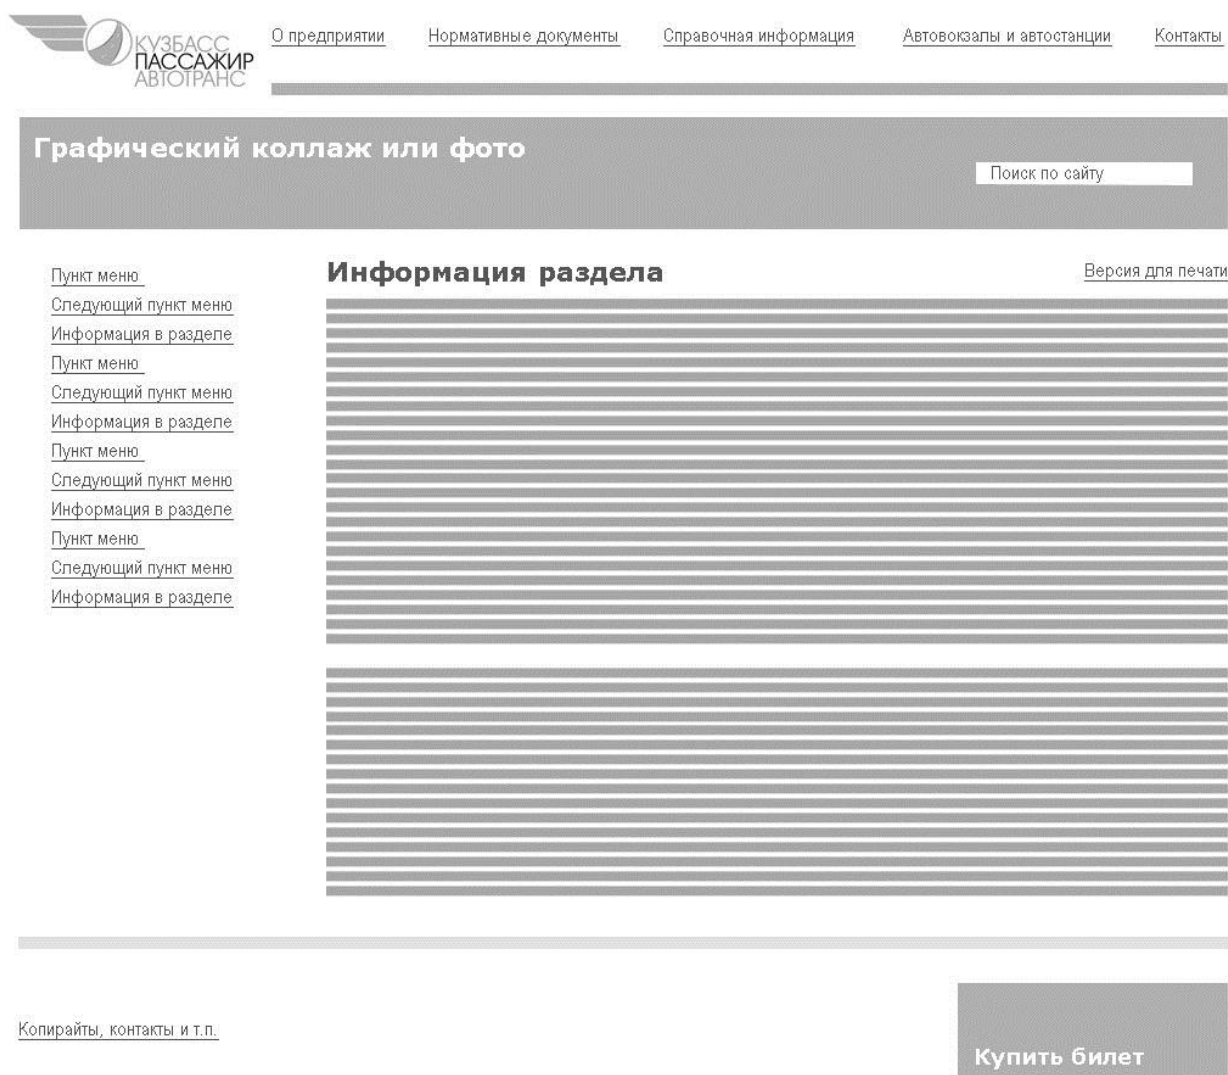 КУЗБАСС
ПАССАЖИР
АВТОТРАНС
О предприятии Нормативные документы Справочная информация Автовокзалы и автостанции Контакты
Графический коллаж или фото
Поиск по сайту
Информация раздела
Версия для печати
Пункт меню
Следующий пункт меню
Информация в разделе
Пункт меню
Следующий пункт меню
Информация в разделе
Пункт меню
Следующий пункт меню
Информация в разделе
Пункт меню
Следующий пункт меню
Информация в разделе
Копирайты, контакты и т.п.
Купить билет